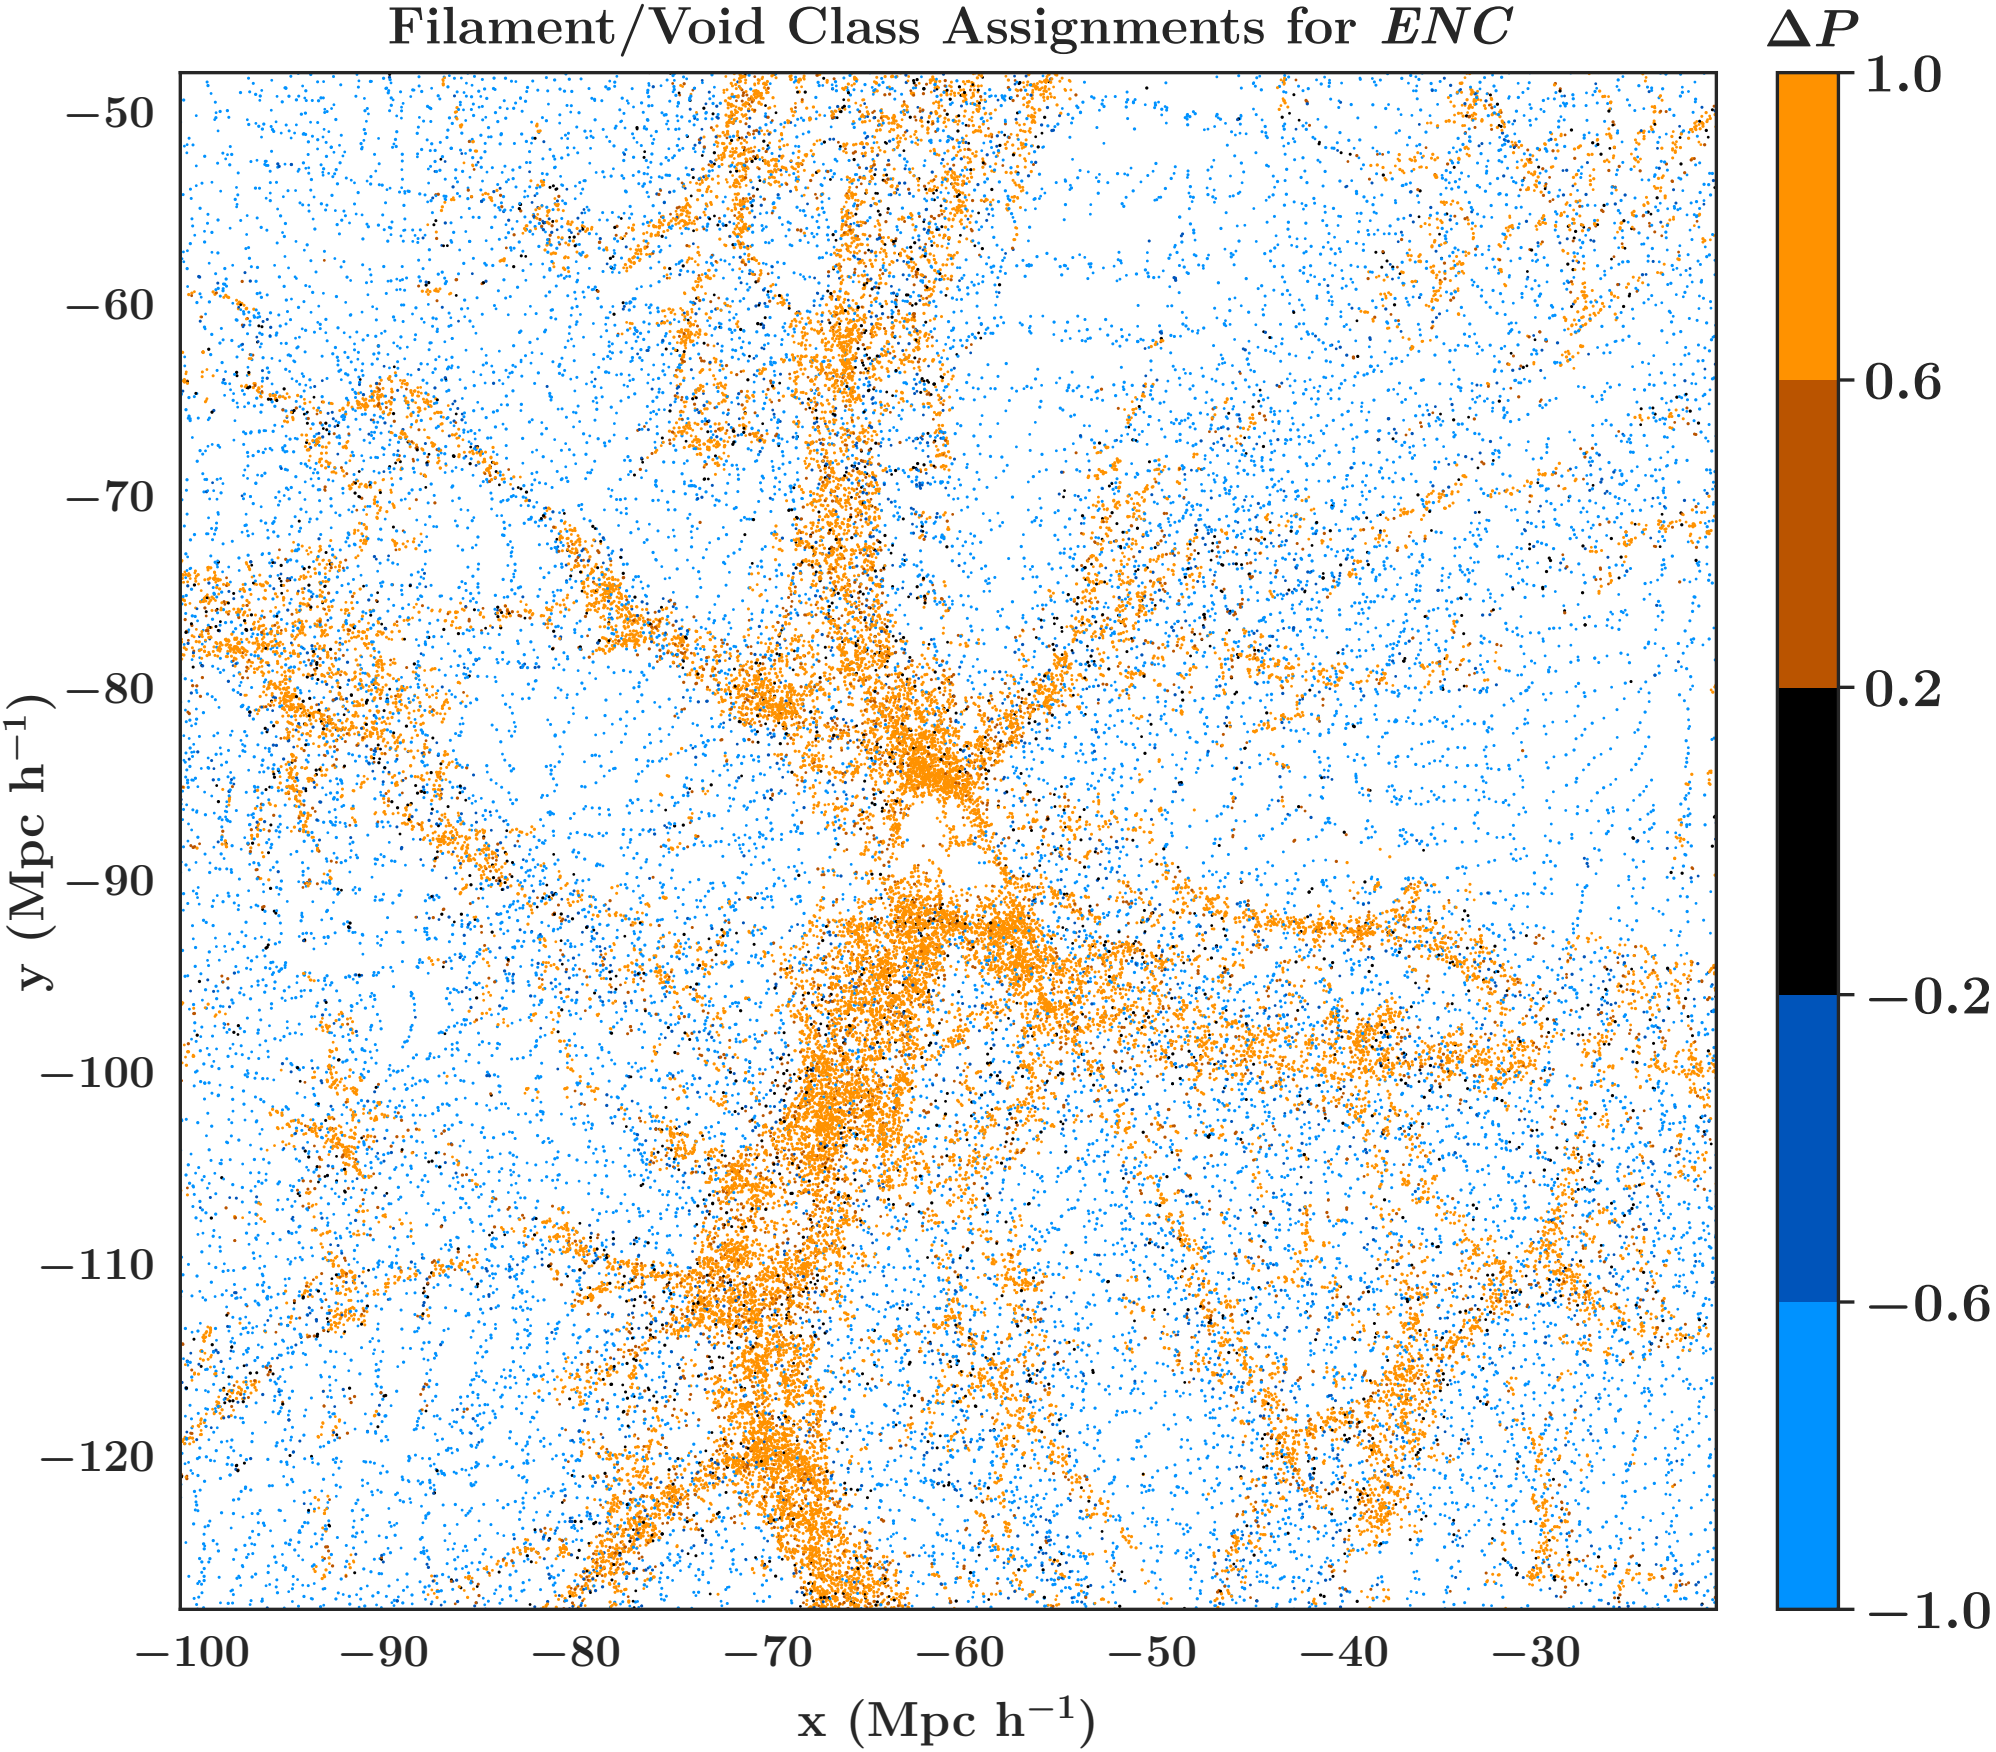 Filament/Void Class Assignments for ENC
ΔP
1.0
0.6
0.2
−0.2
−0.6
−1.0
y (Mpc h⁻¹)
−50
−60
−70
−80
−90
−100
−110
−120
−100 −90 −80 −70 −60 −50 −40 −30
x (Mpc h⁻¹)